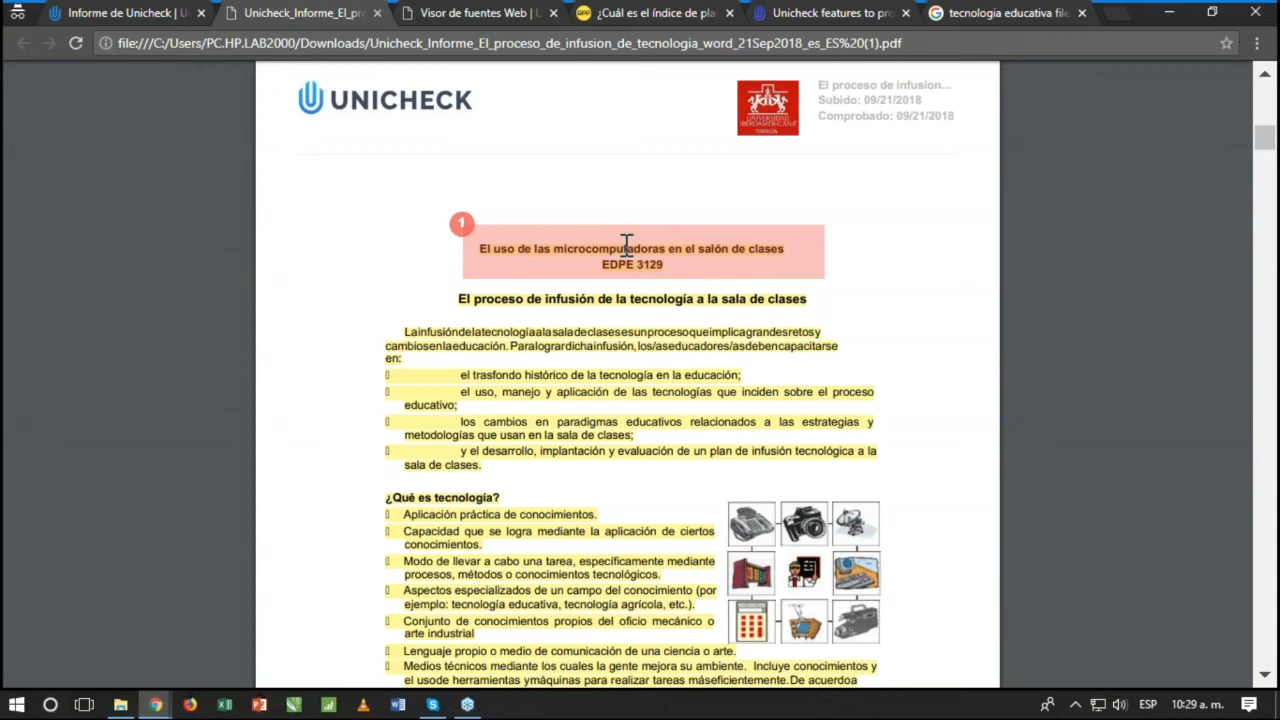 Informe de Unicheck | U
Unicheck_Informe_El_pro
Visor de fuentes Web | U
¿Cuál es el índice de pla
Unicheck features to pro
tecnologia educativa file
file:///C:/Users/PC.HP.LAB2000/Downloads/Unicheck_Informe_El_proceso_de_infusion_de_tecnologia_word_21Sep2018_es_ES%20(1).pdf
UNICHECK
UNIVERSIDAD
IBEROAMERICANA
TORREÓN
El proceso de infusion...
Subido: 09/21/2018
Comprobado: 09/21/2018
1
El uso de las microcomputadoras en el salón de clases
EDPE 3129
El proceso de infusión de la tecnología a la sala de clases
Lainfusióndelatecnologíaalasaladeclasesesunprocesoqueimplicagrandesretosy
cambiosenlaeducación. Paralogrardichainfusión,los/aseducadores/asdebencapacitarse
en:
el trasfondo histórico de la tecnología en la educación;
el uso, manejo y aplicación de las tecnologías que inciden sobre el proceso
educativo;
los cambios en paradigmas educativos relacionados a las estrategias y
metodologías que usan en la sala de clases;
y el desarrollo, implantación y evaluación de un plan de infusión tecnológica a la
sala de clases.
¿Qué es tecnología?
Aplicación práctica de conocimientos.
Capacidad que se logra mediante la aplicación de ciertos
conocimientos.
Modo de llevar a cabo una tarea, específicamente mediante
procesos, métodos o conocimientos tecnológicos.
Aspectos especializados de un campo del conocimiento (por
ejemplo: tecnología educativa, tecnología agrícola, etc.).
Conjunto de conocimientos propios del oficio mecánico o
arte industrial
Lenguaje propio o medio de comunicación de una ciencia o arte.
Medios técnicos mediante los cuales la gente mejora su ambiente. Incluye conocimientos y
el usode herramientas ymáquinas para realizar tareas máseficientemente.De acuerdoa
ESP
10:29 a. m.